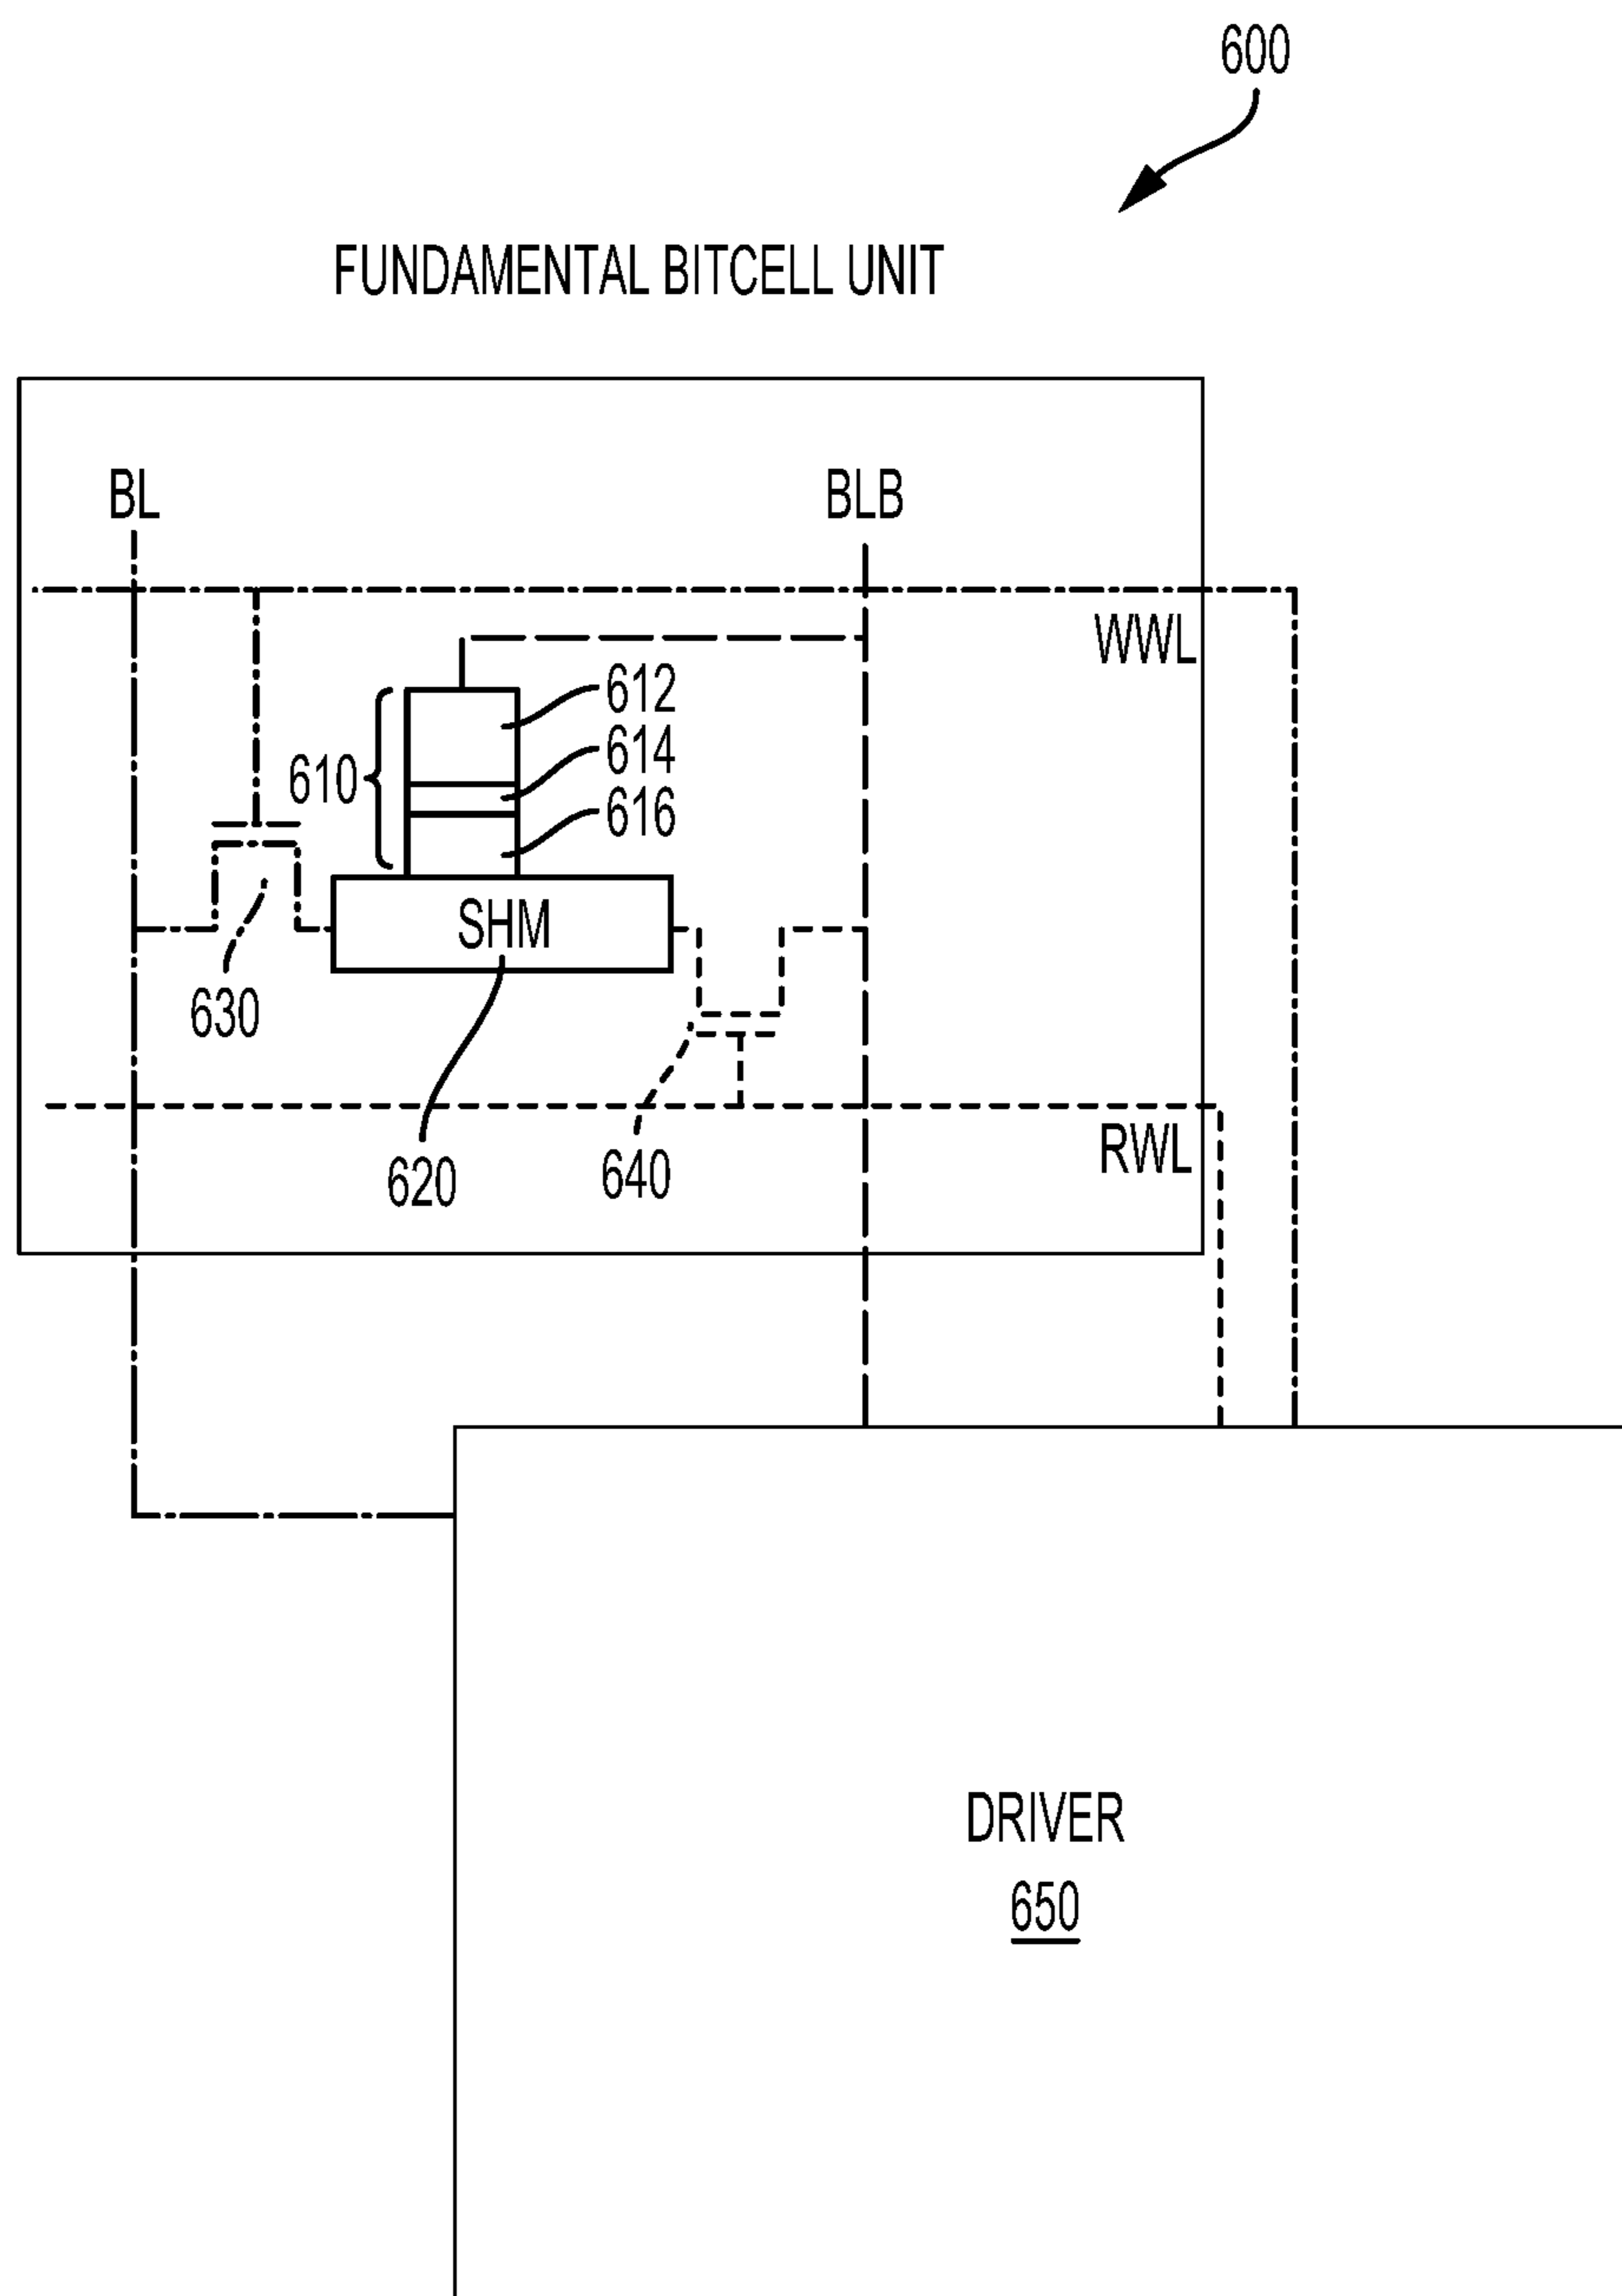 600
FUNDAMENTAL BITCELL UNIT
BL
BLB
WWL
612
614
610
616
SHM
630
RWL
620
640
DRIVER
650